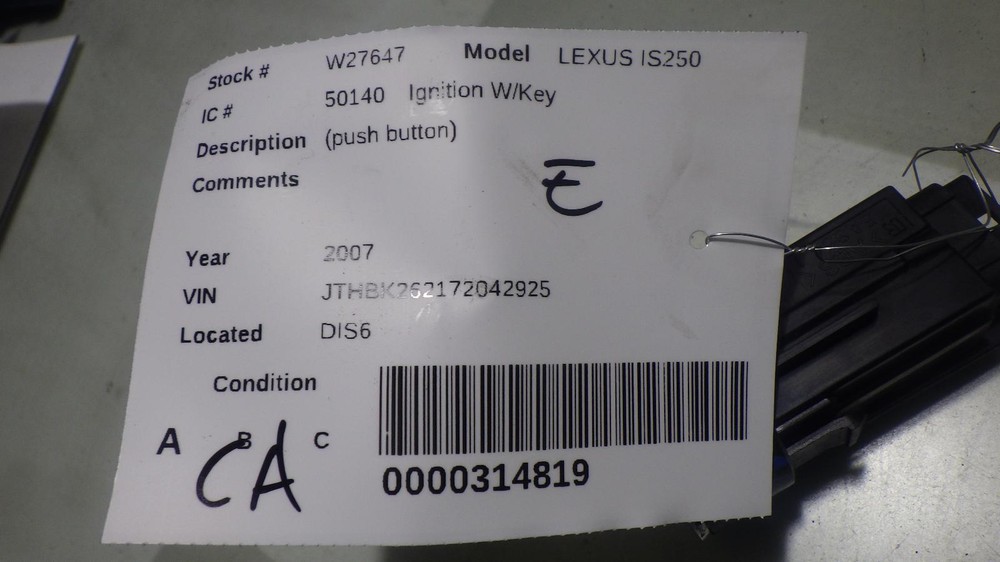 Stock # W27647 Model LEXUS IS250
IC # 50140 Ignition W/Key
Description (push button)
Comments
E
Year 2007
VIN JTHBK262172042925
Located DIS6
Condition
A B C
CA
0000314819